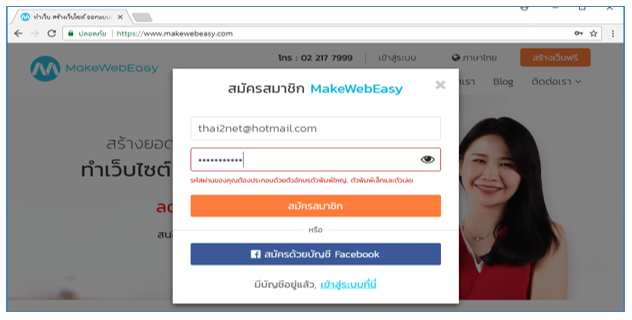 ทำเว็บ สร้างเว็บไซต์ ออกแบบเ
ปลอดภัย | https://www.makewebeasy.com
MakeWebEasy
โทร : 02 217 7999 | เข้าสู่ระบบ
ภาษาไทย
สร้างเว็บฟรี
เรา
Blog
ติดต่อเรา
สมัครสมาชิก MakeWebEasy
thai2net@hotmail.com
รหัสผ่านของคุณต้องประกอบด้วยตัวอักษรตัวพิมพ์ใหญ่, ตัวพิมพ์เล็กและตัวเลข
สมัครสมาชิก
หรือ
สมัครด้วยบัญชี Facebook
มีบัญชีอยู่แล้ว, เข้าสู่ระบบที่นี่
สร้างยอด
ทำเว็บไซต์
ล